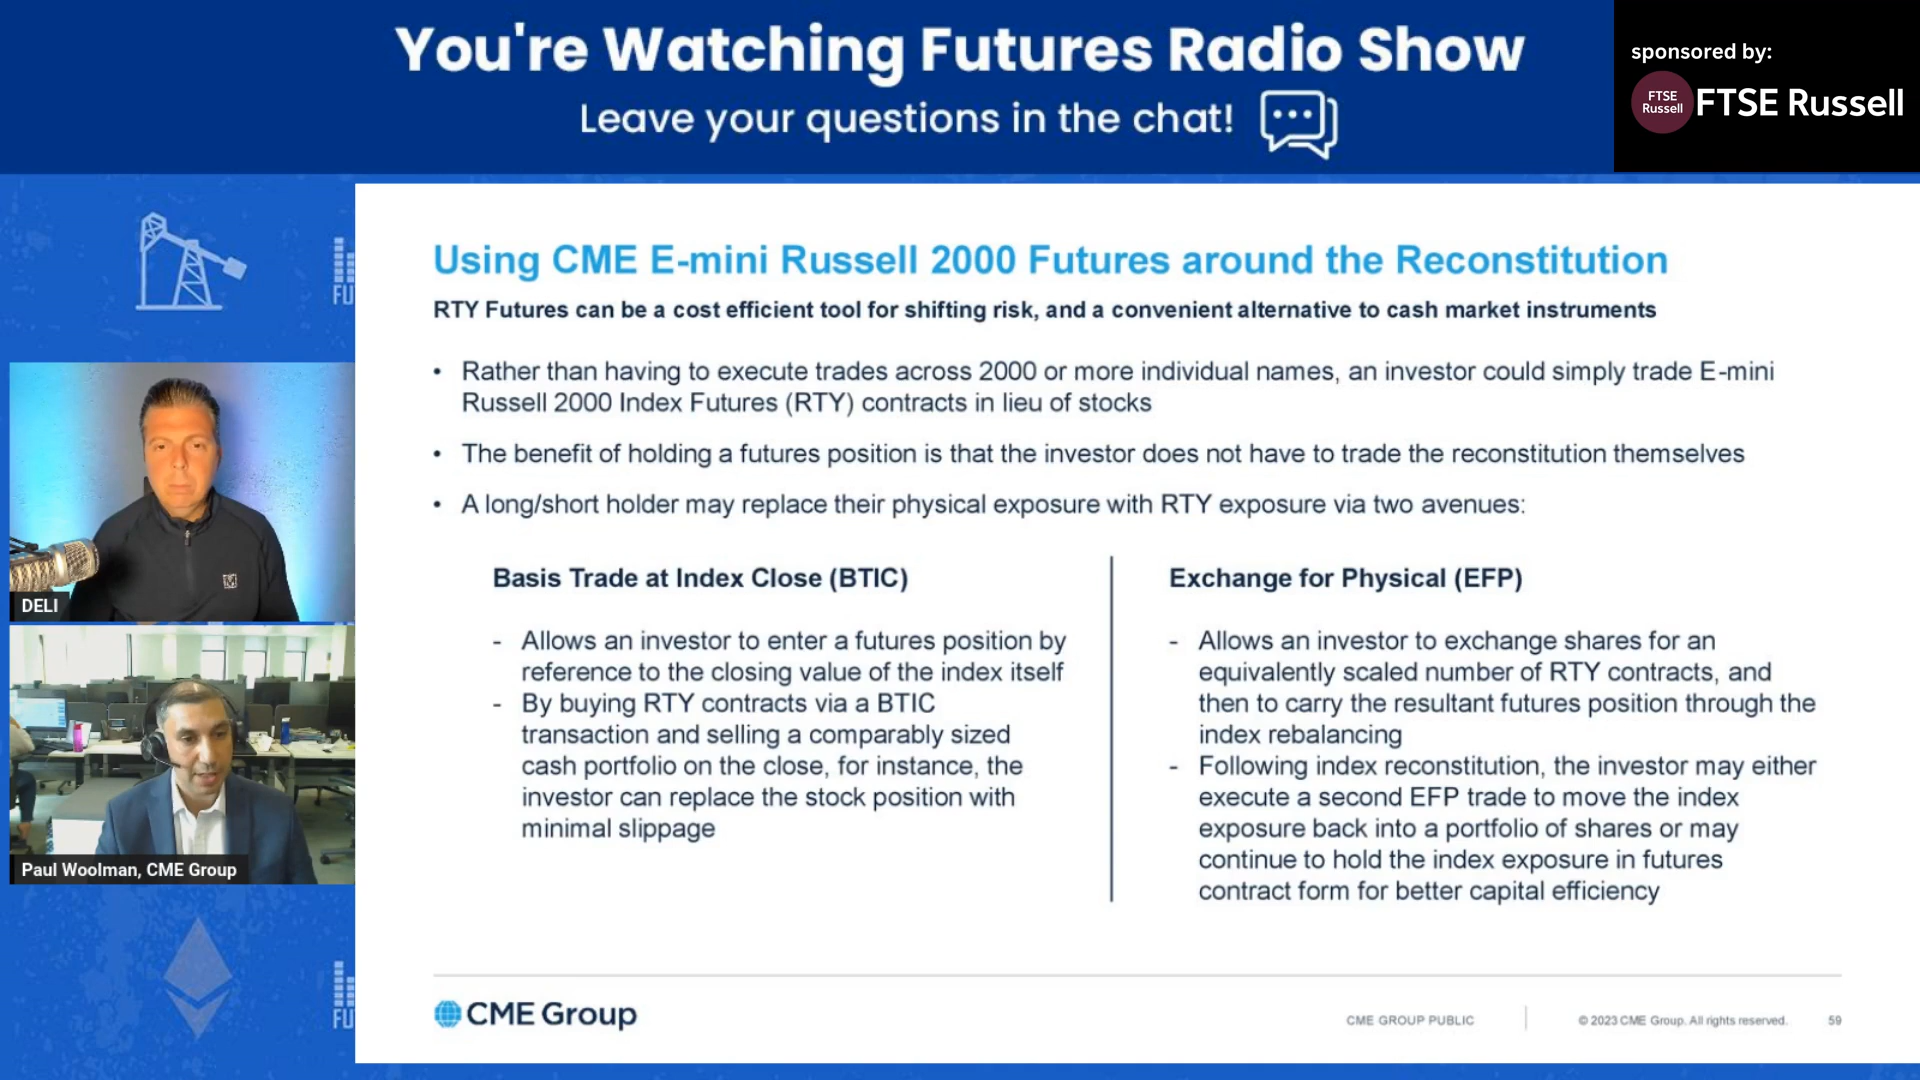 You're Watching Futures Radio Show
Leave your questions in the chat!
sponsored by:
FTSE
Russell
FTSE Russell
FU
Using CME E-mini Russell 2000 Futures around the Reconstitution
RTY Futures can be a cost efficient tool for shifting risk, and a convenient alternative to cash market instruments
• Rather than having to execute trades across 2000 or more individual names, an investor could simply trade E-mini
Russell 2000 Index Futures (RTY) contracts in lieu of stocks
• The benefit of holding a futures position is that the investor does not have to trade the reconstitution themselves
• A long/short holder may replace their physical exposure with RTY exposure via two avenues:
Basis Trade at Index Close (BTIC)
- Allows an investor to enter a futures position by
reference to the closing value of the index itself
- By buying RTY contracts via a BTIC
transaction and selling a comparably sized
cash portfolio on the close, for instance, the
investor can replace the stock position with
minimal slippage
Exchange for Physical (EFP)
- Allows an investor to exchange shares for an
equivalently scaled number of RTY contracts, and
then to carry the resultant futures position through the
index rebalancing
- Following index reconstitution, the investor may either
execute a second EFP trade to move the index
exposure back into a portfolio of shares or may
continue to hold the index exposure in futures
contract form for better capital efficiency
DELI
Paul Woolman, CME Group
FU
CME Group
CME GROUP PUBLIC
© 2023 CME Group. All rights reserved.
59